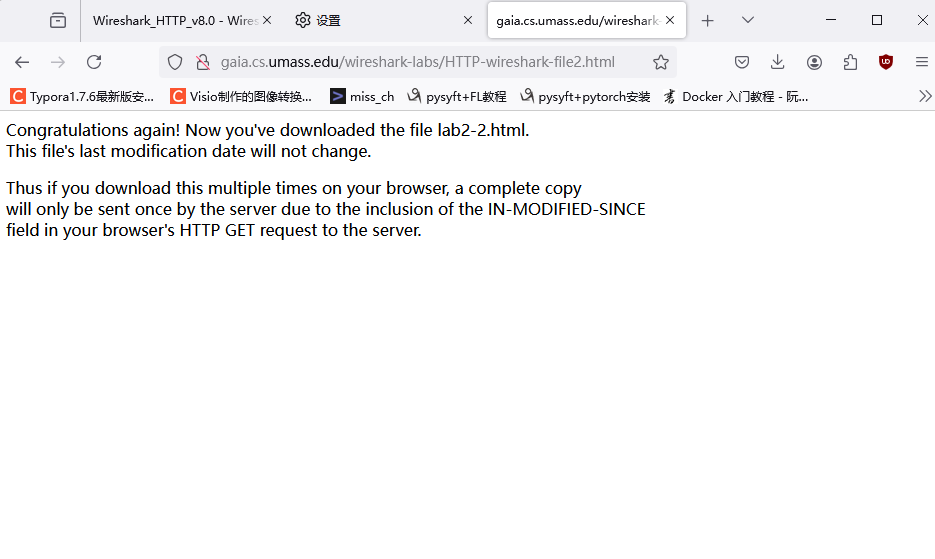 Wireshark_HTTP_v8.0 - Wires
设置
gaia.cs.umass.edu/wireshark-
gaia.cs.umass.edu/wireshark-labs/HTTP-wireshark-file2.html
C Typora1.7.6最新版安...
C Visio制作的图像转换...
miss_ch
pysyft+FL教程
pysyft+pytorch安装
Docker 入门教程 - 阮...
Congratulations again! Now you've downloaded the file lab2-2.html.
This file's last modification date will not change.
Thus if you download this multiple times on your browser, a complete copy
will only be sent once by the server due to the inclusion of the IN-MODIFIED-SINCE
field in your browser's HTTP GET request to the server.